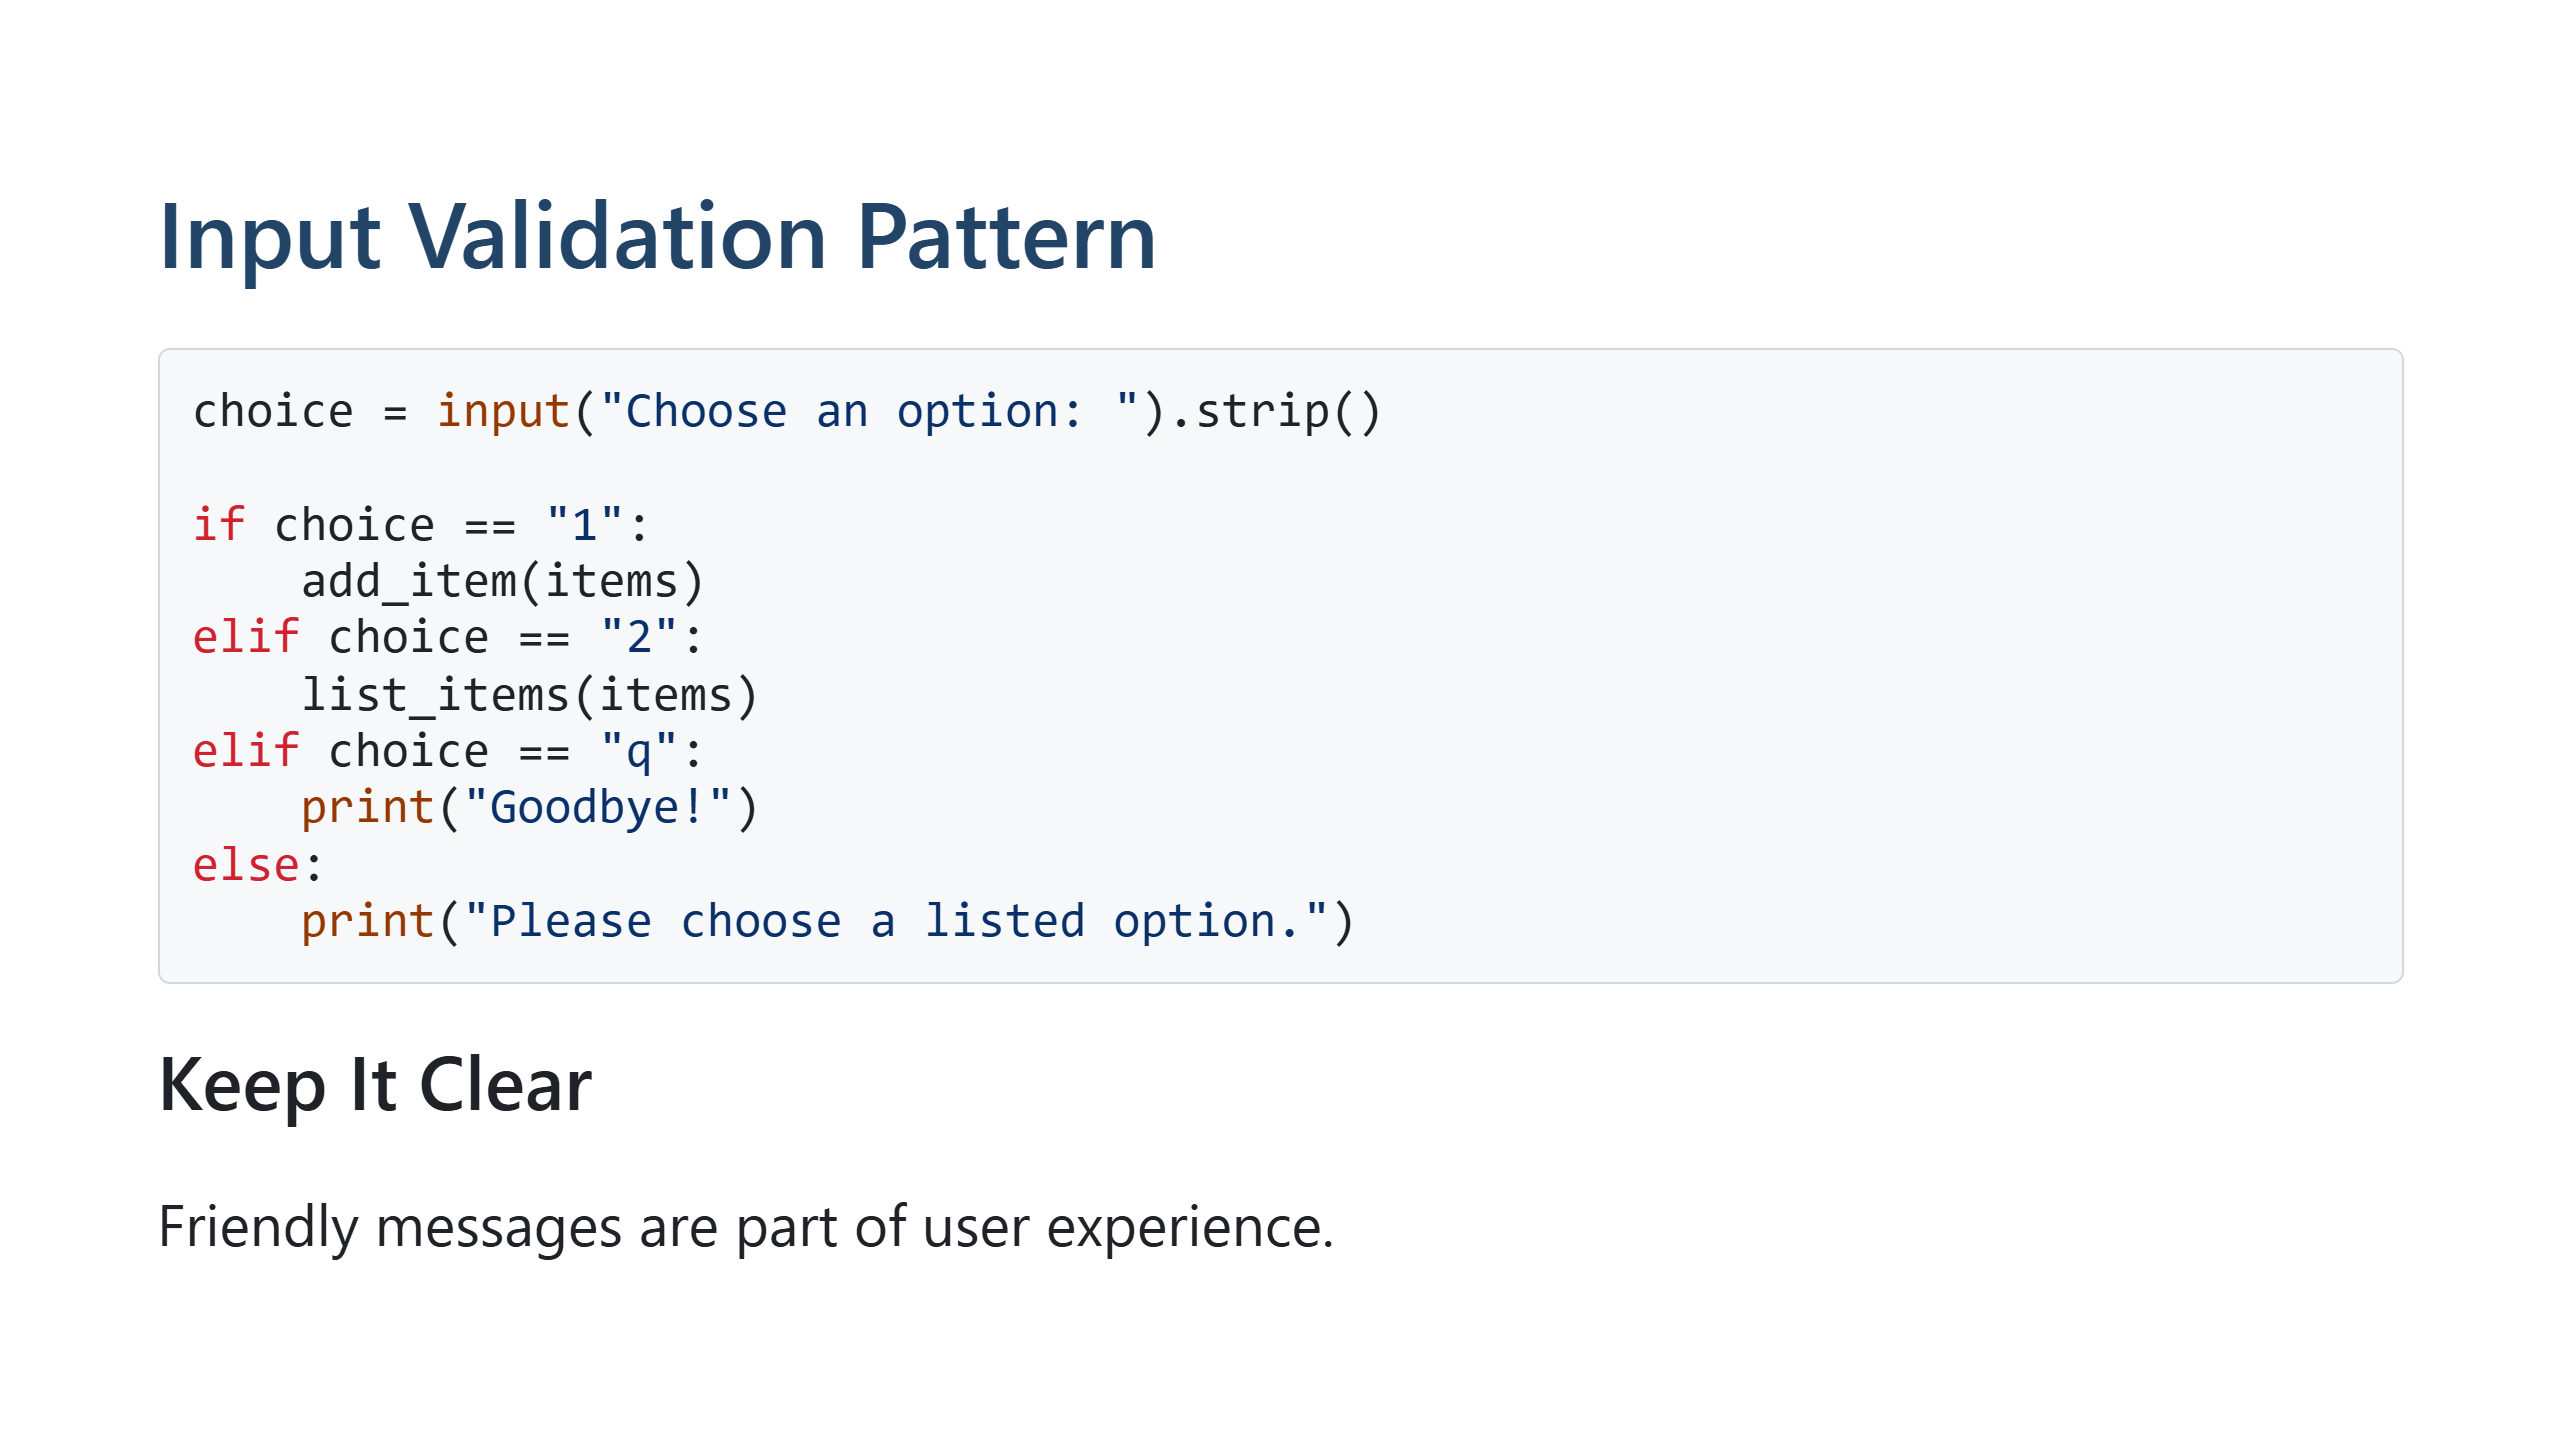 Input Validation Pattern
choice = input("Choose an option: ").strip()
if choice == "1":
    add_item(items)
elif choice == "2":
    list_items(items)
elif choice == "q":
    print("Goodbye!")
else:
    print("Please choose a listed option.")
Keep It Clear
Friendly messages are part of user experience.